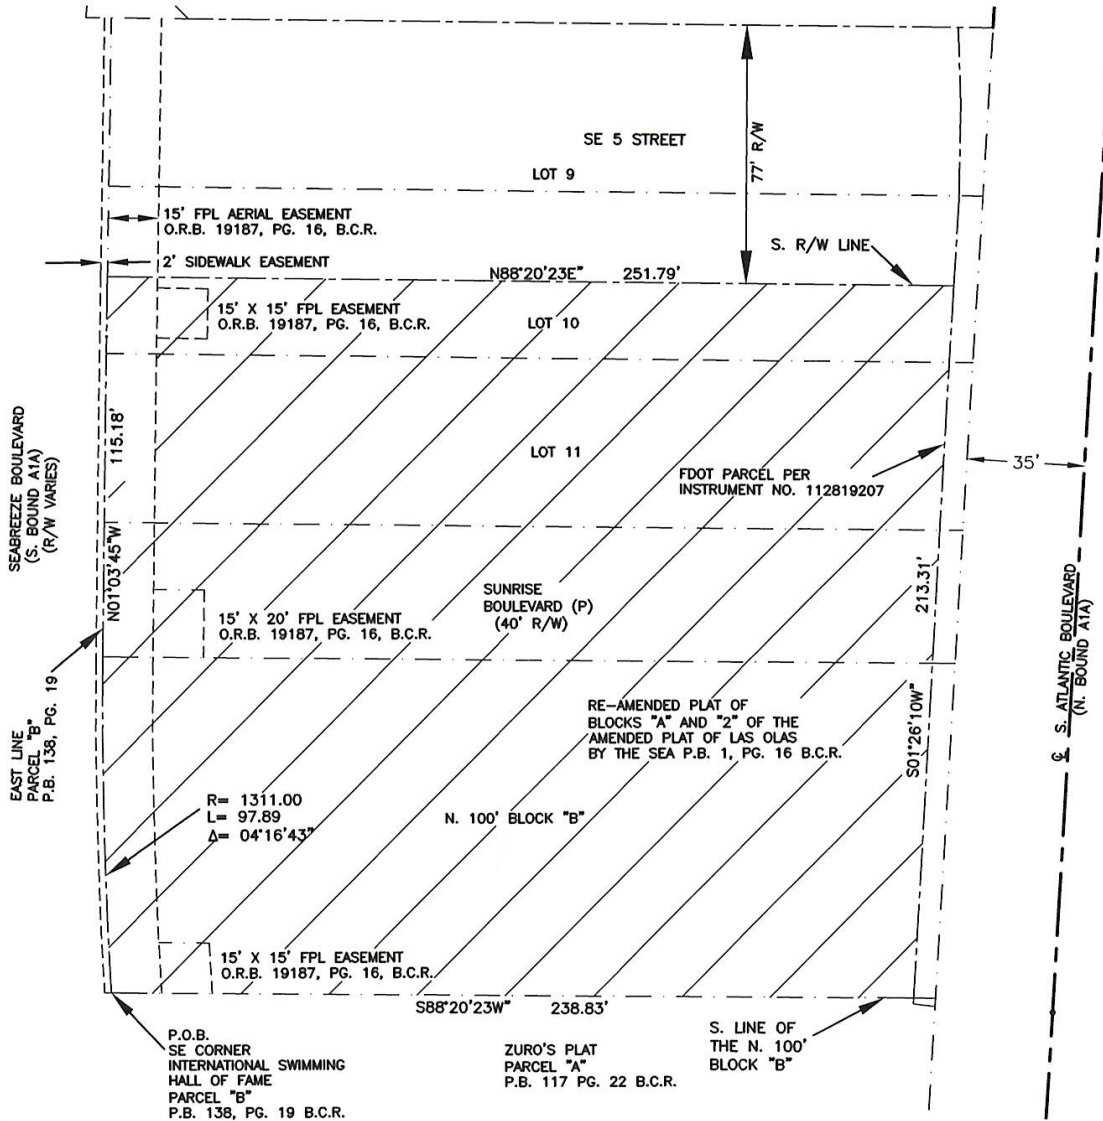 SE 5 STREET
LOT 9
77' R/W
15' FPL AERIAL EASEMENT
O.R.B. 19187, PG. 16, B.C.R.
S. R/W LINE
2' SIDEWALK EASEMENT
N88°20'23E" 251.79'
15' X 15' FPL EASEMENT
O.R.B. 19187, PG. 16, B.C.R.
LOT 10
SEABREEZE BOULEVARD
(S. BOUND A1A)
(R/W VARIES)
115.18'
N01°03'45"W
LOT 11
FDOT PARCEL PER
INSTRUMENT NO. 112819207
35'
SUNRISE
BOULEVARD (P)
(40' R/W)
213.31'
S01°26'10W"
℄ S. ATLANTIC BOULEVARD
(N. BOUND A1A)
15' X 20' FPL EASEMENT
O.R.B. 19187, PG. 16, B.C.R.
EAST LINE
PARCEL "B"
P.B. 138, PG. 19
RE-AMENDED PLAT OF
BLOCKS "A" AND "2" OF THE
AMENDED PLAT OF LAS OLAS
BY THE SEA P.B. 1, PG. 16 B.C.R.
R= 1311.00
L= 97.89
Δ= 04°16'43"
N. 100' BLOCK "B"
15' X 15' FPL EASEMENT
O.R.B. 19187, PG. 16, B.C.R.
S88°20'23W" 238.83'
P.O.B.
SE CORNER
INTERNATIONAL SWIMMING
HALL OF FAME
PARCEL "B"
P.B. 138, PG. 19 B.C.R.
ZURO'S PLAT
PARCEL "A"
P.B. 117 PG. 22 B.C.R.
S. LINE OF
THE N. 100'
BLOCK "B"